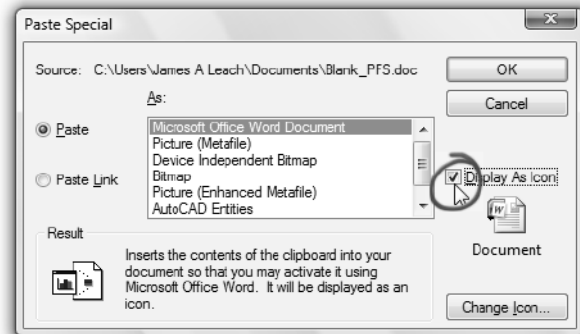 Paste Special
Source: C:\Users\James A Leach\Documents\Blank_PFS.doc
OK
Cancel
As:
Paste
Paste Link
Microsoft Office Word Document
Picture (Metafile)
Device Independent Bitmap
Bitmap
Picture (Enhanced Metafile)
AutoCAD Entities
Display As Icon
W
Document
Result
Inserts the contents of the clipboard into your
document so that you may activate it using
Microsoft Office Word. It will be displayed as an
icon.
Change Icon...